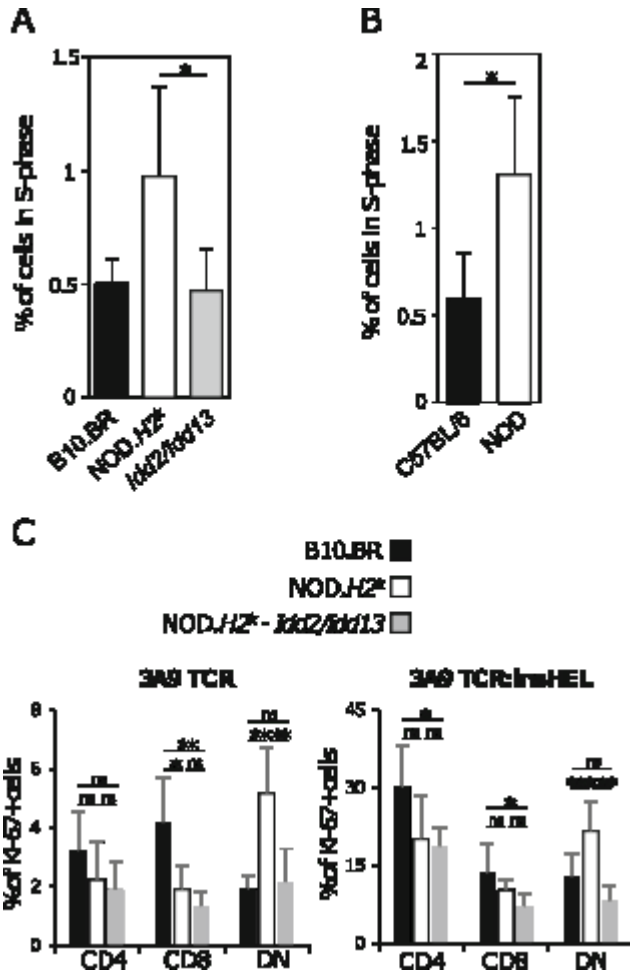 A
B
1.5
1
0.5
0
% of cells in S-phase
*
B10.BR
NOD.H2ᵏ
Idd2/Idd13
2
1.5
1
0.5
0
% of cells in S-phase
*
C57BL/6
NOD
C
B10.BR
NOD.H2ᵏ
NOD.H2ᵏ - Idd2/Idd13
3A9 TCR
8
6
4
2
0
% of Ki-67+cells
ns
ns ns
**
* ns
ns
CD4
CD8
DN
3A9 TCR:insHEL
45
30
15
0
% of Ki-67+cells
*
ns ns
*
ns ns
ns
CD4
CD8
DN